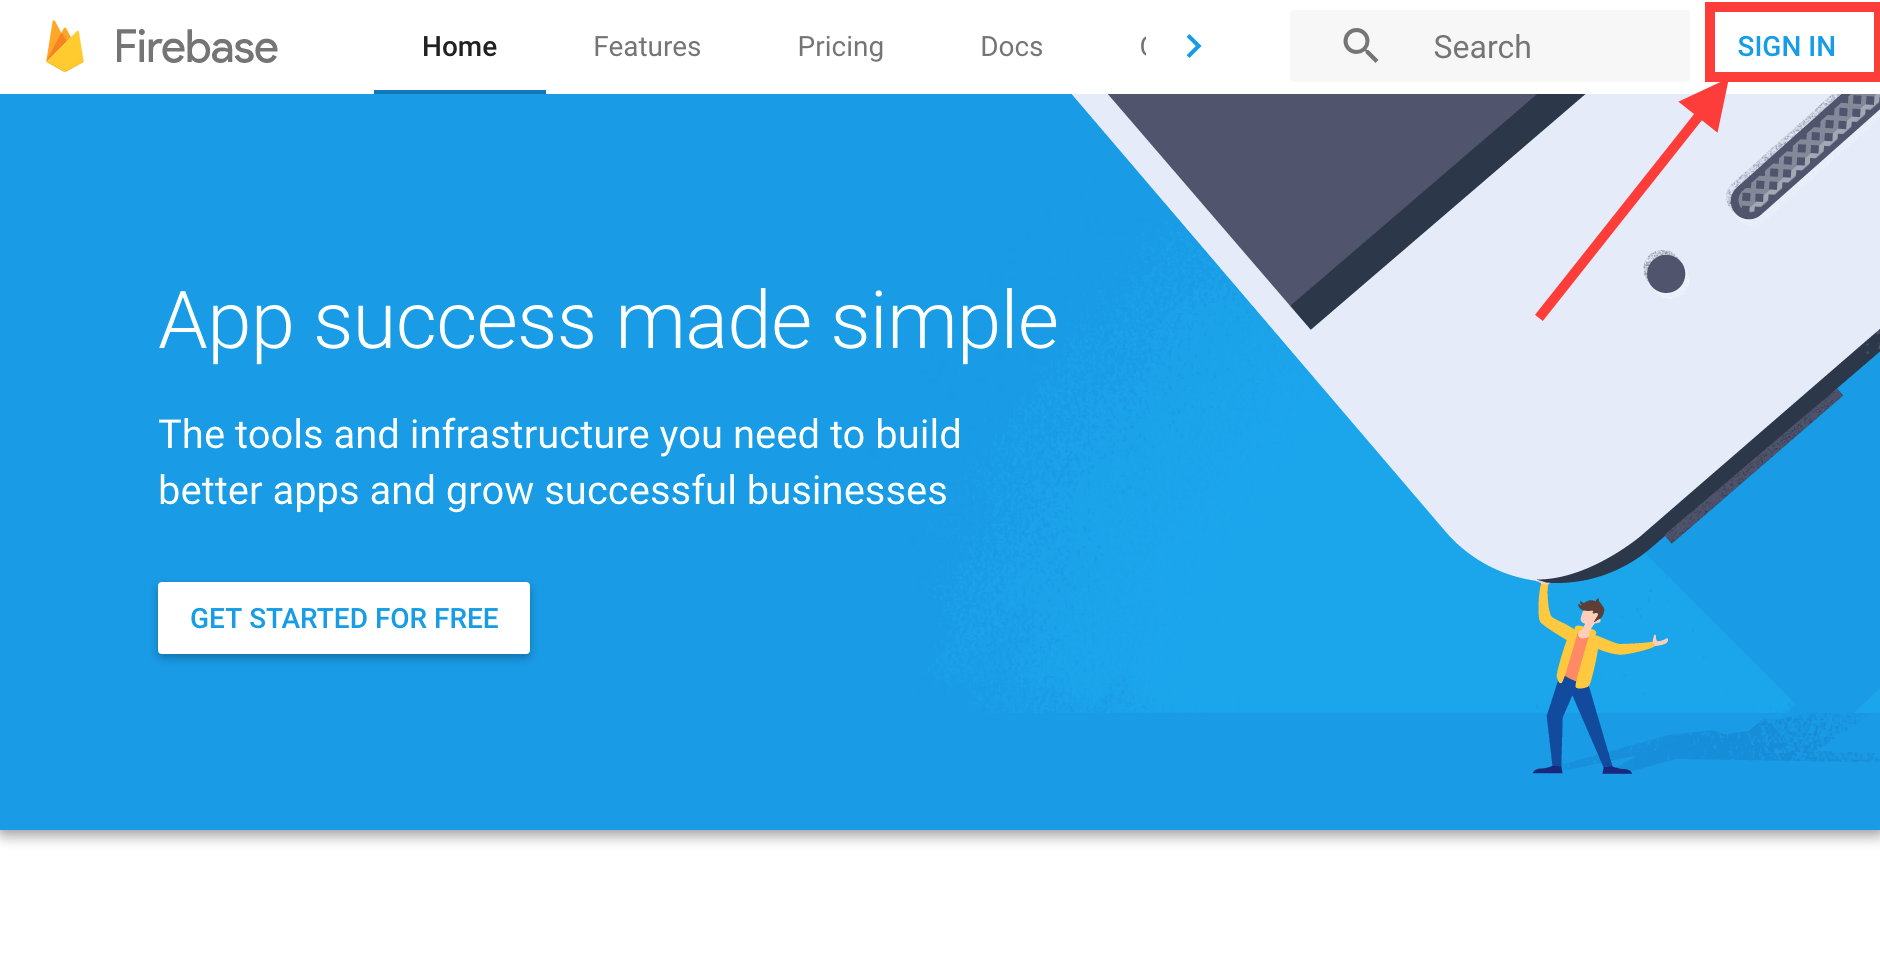 Firebase
Home
Features
Pricing
Docs
Search
SIGN IN
App success made simple
The tools and infrastructure you need to build
better apps and grow successful businesses
GET STARTED FOR FREE